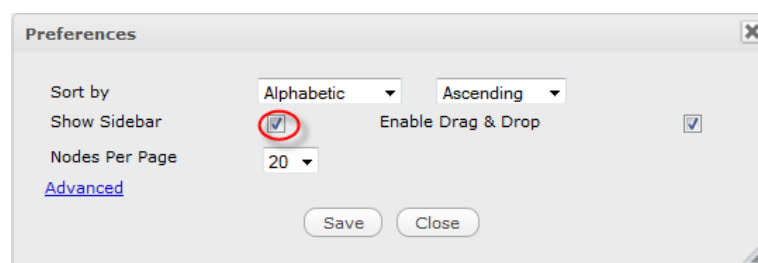 Preferences
Sort by Alphabetic Ascending
Show Sidebar Enable Drag & Drop
Nodes Per Page 20
Advanced
Save Close